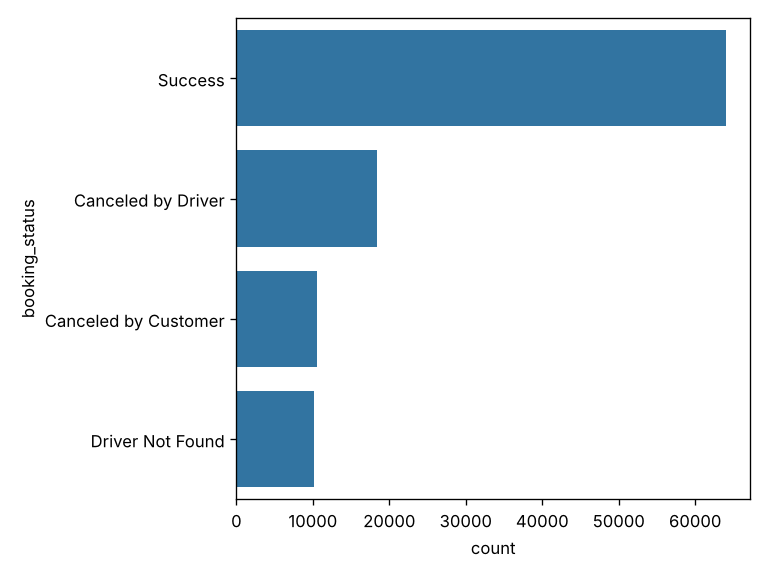 Success
Canceled by Driver
Canceled by Customer
Driver Not Found
booking_status
0 10000 20000 30000 40000 50000 60000
count